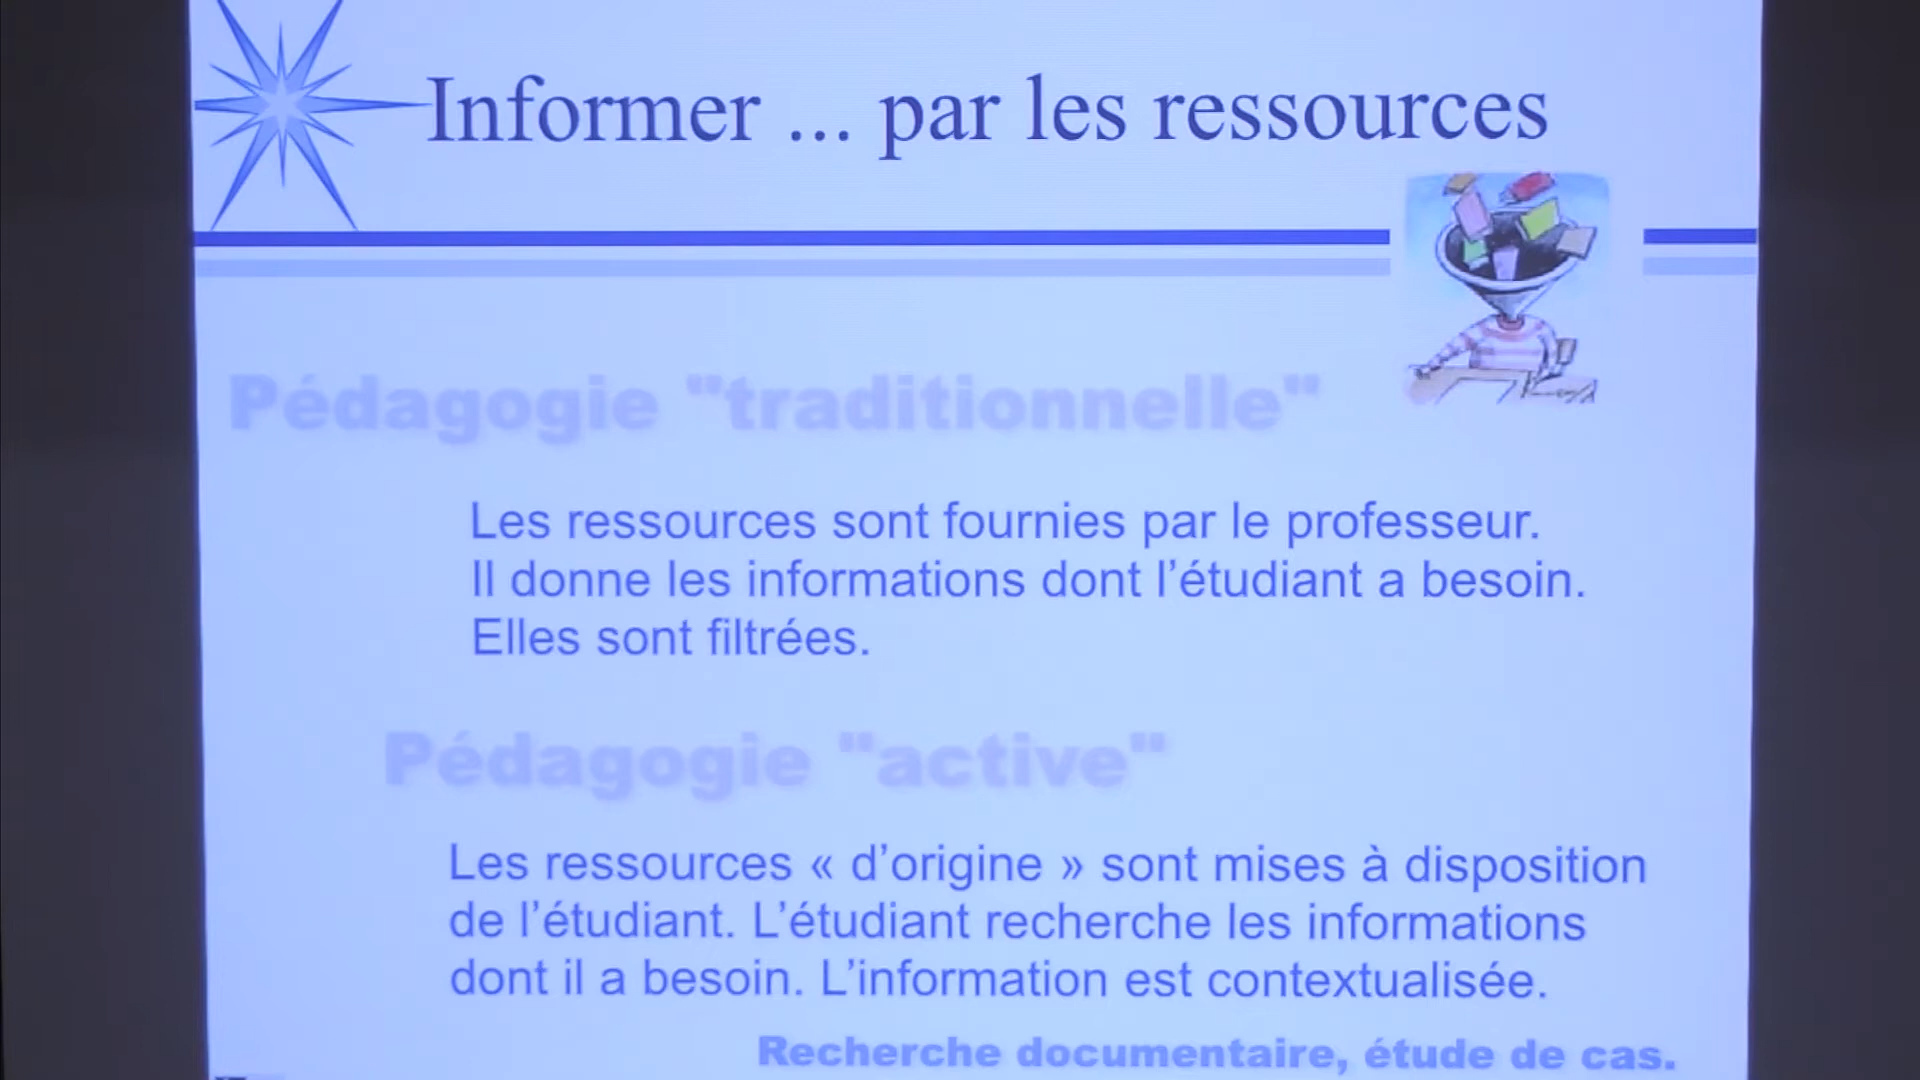 Informer ... par les ressources
Pédagogie "traditionnelle"
Les ressources sont fournies par le professeur.
Il donne les informations dont l’étudiant a besoin.
Elles sont filtrées.
Pédagogie "active"
Les ressources « d’origine » sont mises à disposition
de l’étudiant. L’étudiant recherche les informations
dont il a besoin. L’information est contextualisée.
Recherche documentaire, étude de cas.